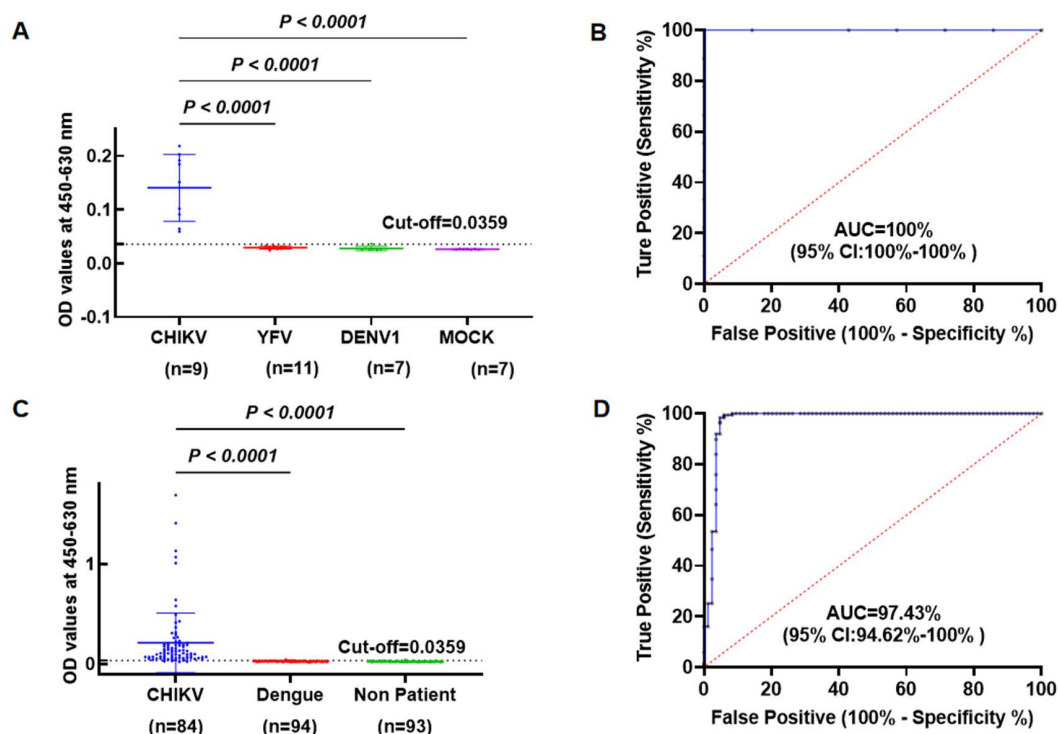 A
P < 0.0001
P < 0.0001
P < 0.0001
OD values at 450-630 nm
0.2
0.1
0.0
-0.1
Cut-off=0.0359
CHIKV YFV DENV1 MOCK
(n=9) (n=11) (n=7) (n=7)
B
Ture Positive (Sensitivity %)
100
80
60
40
20
0
AUC=100%
(95% CI:100%-100% )
0 20 40 60 80 100
False Positive (100% - Specificity %)
C
P < 0.0001
P < 0.0001
OD values at 450-630 nm
1
0
Cut-off=0.0359
CHIKV Dengue Non Patient
(n=84) (n=94) (n=93)
D
True Positive (Sensitivity %)
100
80
60
40
20
0
AUC=97.43%
(95% CI:94.62%-100% )
0 20 40 60 80 100
False Positive (100% - Specificity %)